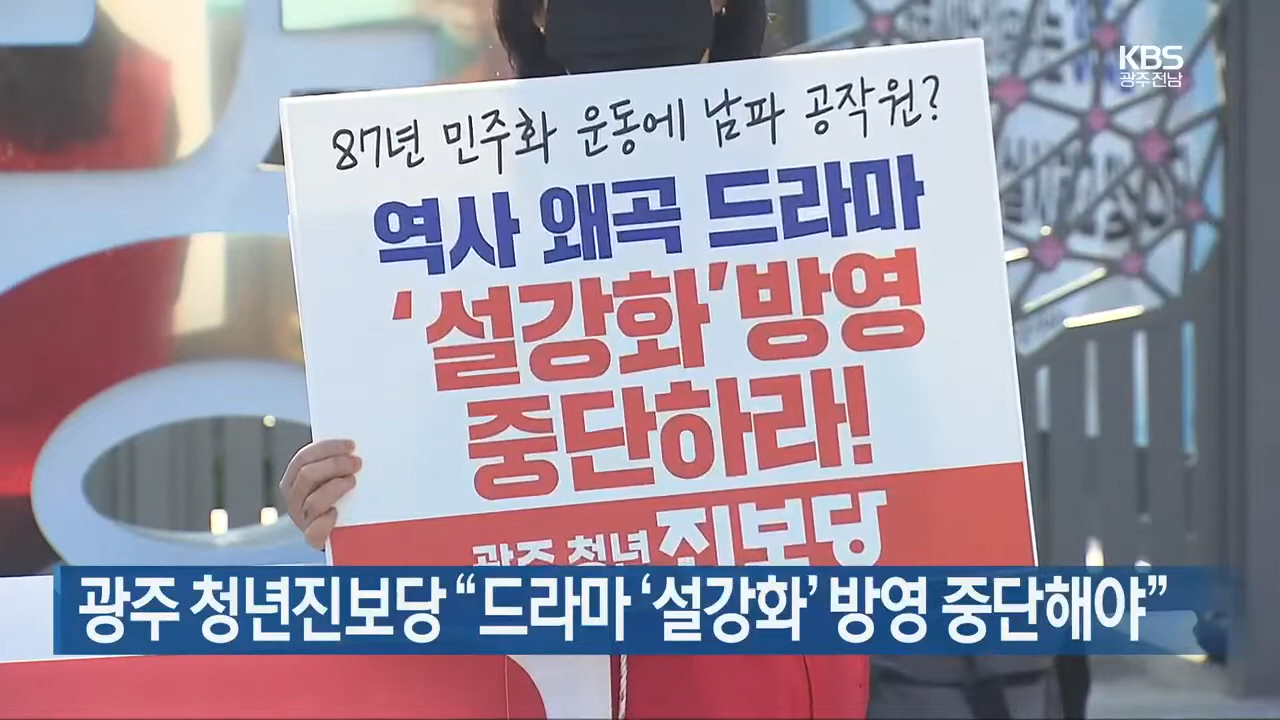 KBS
광주전남
87년 민주화 운동에 남파 공작원?
역사 왜곡 드라마
‘설강화’ 방영
중단하라!
광주 청년 진보당
광주 청년진보당 “드라마 ‘설강화’ 방영 중단해야”